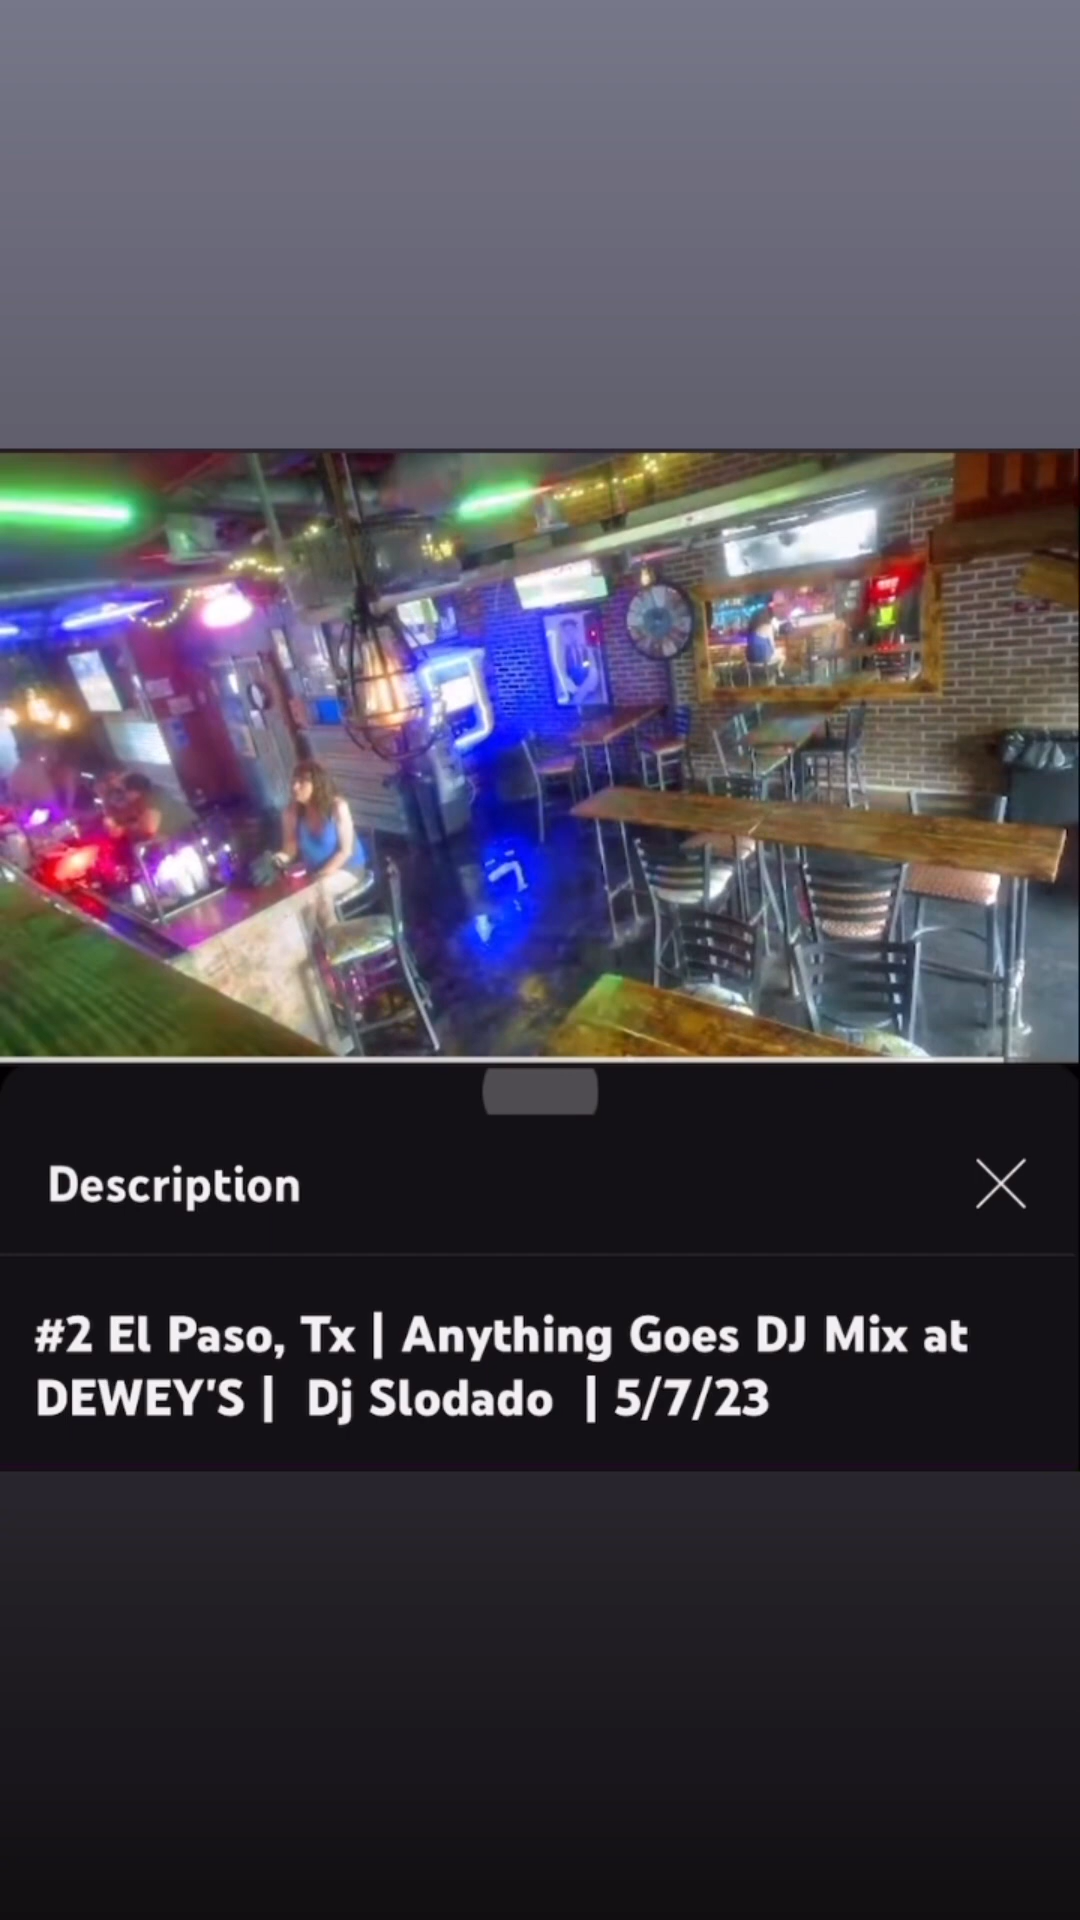 Description
#2 El Paso, Tx | Anything Goes DJ Mix at
DEWEY'S | Dj Slodado | 5/7/23